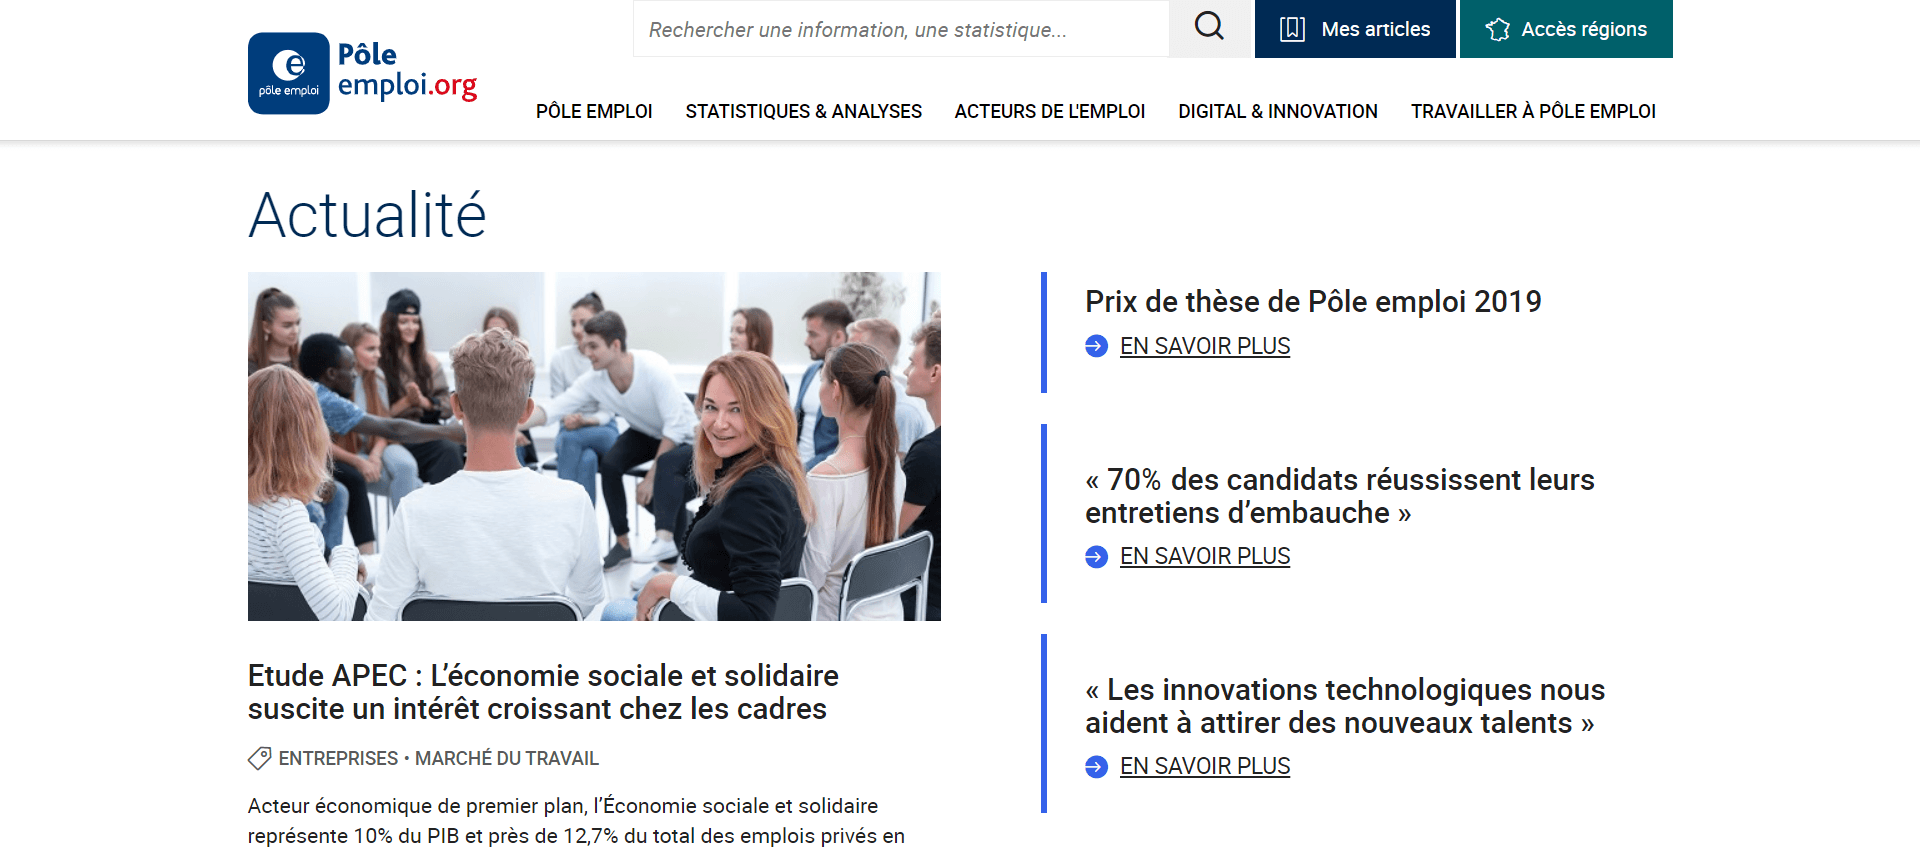 Rechercher une information, une statistique...
Mes articles
Accès régions
pôle emploi
Pôle
emploi.org
PÔLE EMPLOI
STATISTIQUES & ANALYSES
ACTEURS DE L'EMPLOI
DIGITAL & INNOVATION
TRAVAILLER À PÔLE EMPLOI
Actualité
Etude APEC : L’économie sociale et solidaire
suscite un intérêt croissant chez les cadres
ENTREPRISES • MARCHÉ DU TRAVAIL
Acteur économique de premier plan, l’Économie sociale et solidaire
représente 10% du PIB et près de 12,7% du total des emplois privés en
Prix de thèse de Pôle emploi 2019
EN SAVOIR PLUS
« 70% des candidats réussissent leurs
entretiens d’embauche »
EN SAVOIR PLUS
« Les innovations technologiques nous
aident à attirer des nouveaux talents »
EN SAVOIR PLUS